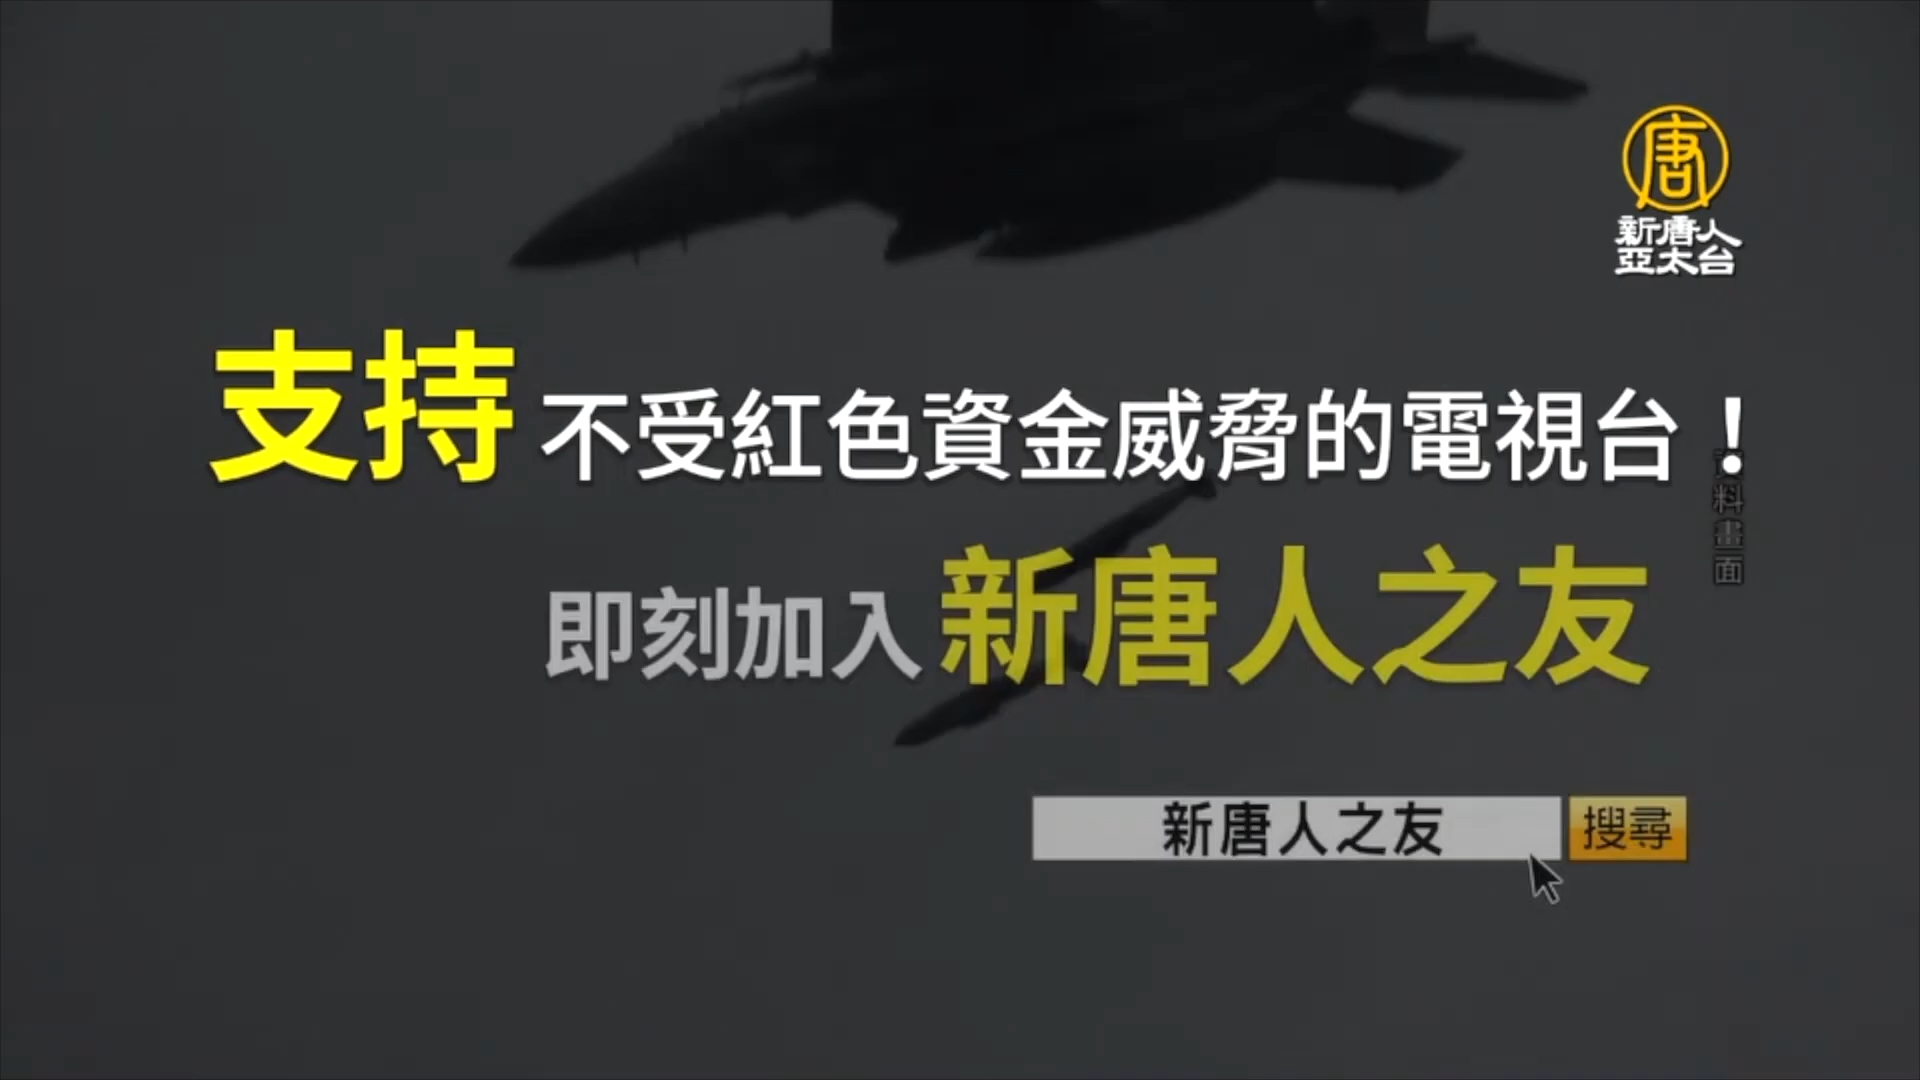 唐
新唐人
亞太台
支持 不受紅色資金威脅的電視台！
資料畫面
即刻加入 新唐人之友
新唐人之友 搜尋